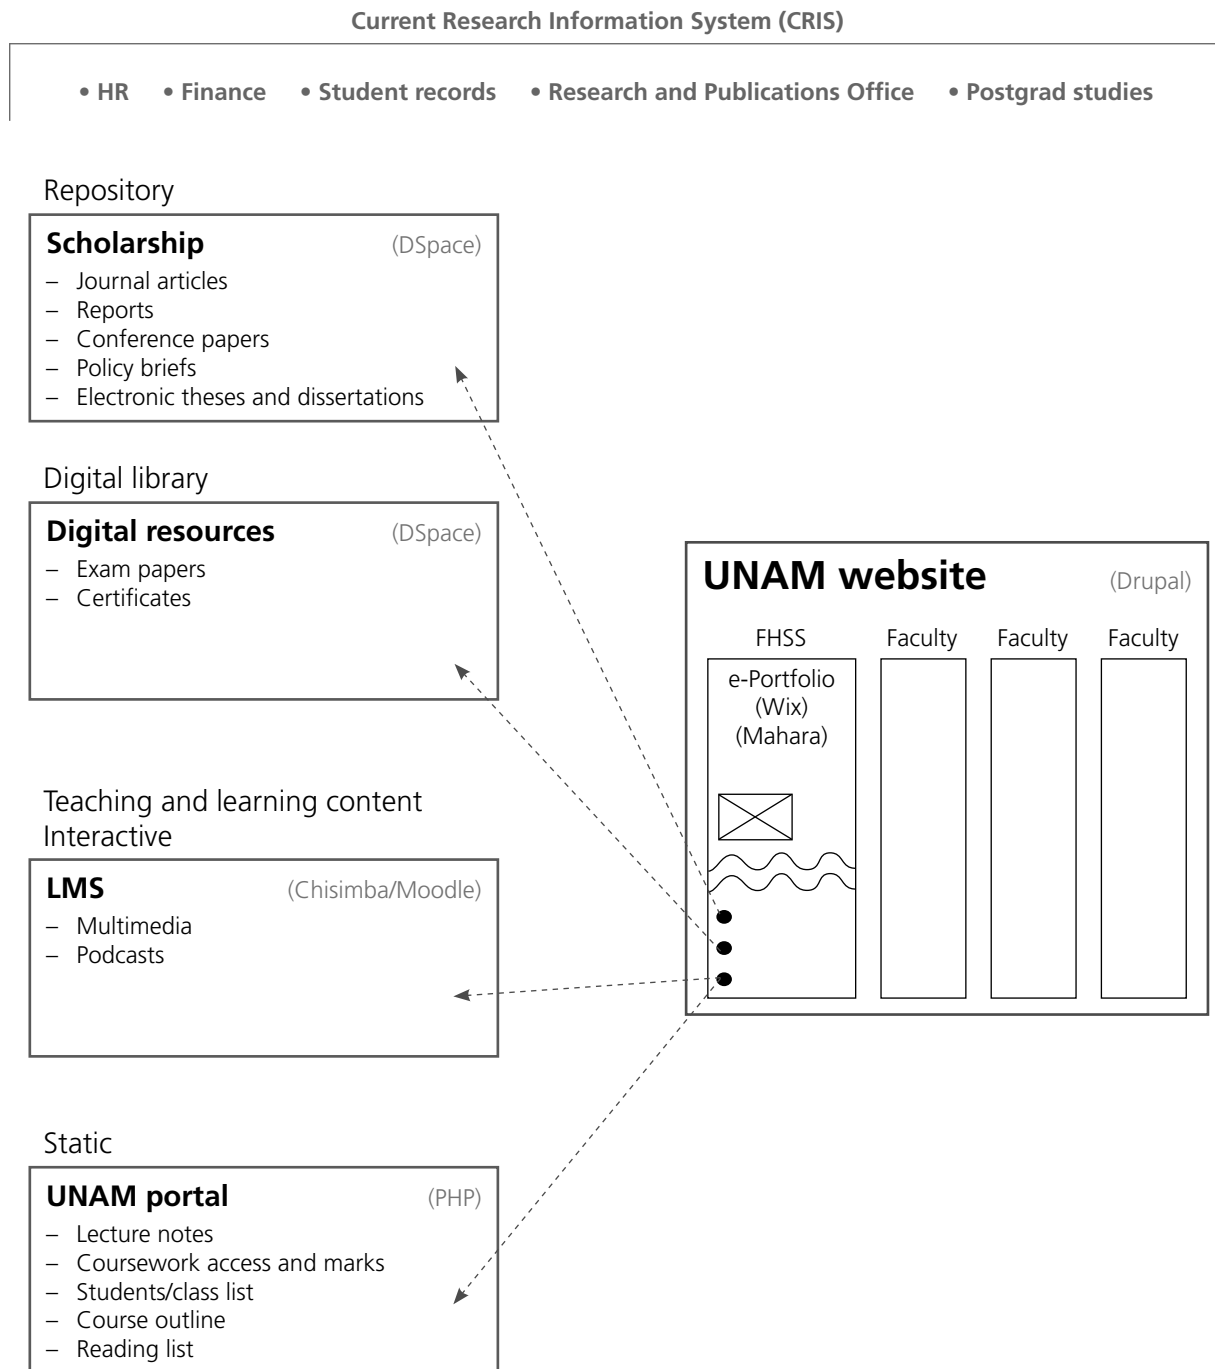 Current Research Information System (CRIS)
• HR • Finance • Student records • Research and Publications Office • Postgrad studies
Repository
Scholarship (DSpace)
– Journal articles
– Reports
– Conference papers
– Policy briefs
– Electronic theses and dissertations
Digital library
Digital resources (DSpace)
– Exam papers
– Certificates
Teaching and learning content
Interactive
LMS (Chisimba/Moodle)
– Multimedia
– Podcasts
Static
UNAM portal (PHP)
– Lecture notes
– Coursework access and marks
– Students/class list
– Course outline
– Reading list
UNAM website (Drupal)
FHSS Faculty Faculty Faculty
e-Portfolio
(Wix)
(Mahara)